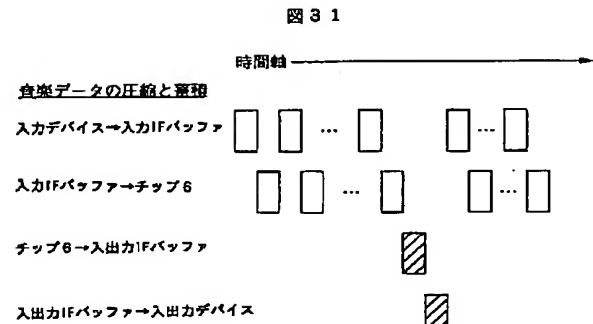 図31
時間軸
音楽データの圧縮と蓄積
入力デバイス→入力IFバッファ
... ...
入力IFバッファ→チップ6
... ...
チップ6→入出力IFバッファ
入出力IFバッファ→入出力デバイス